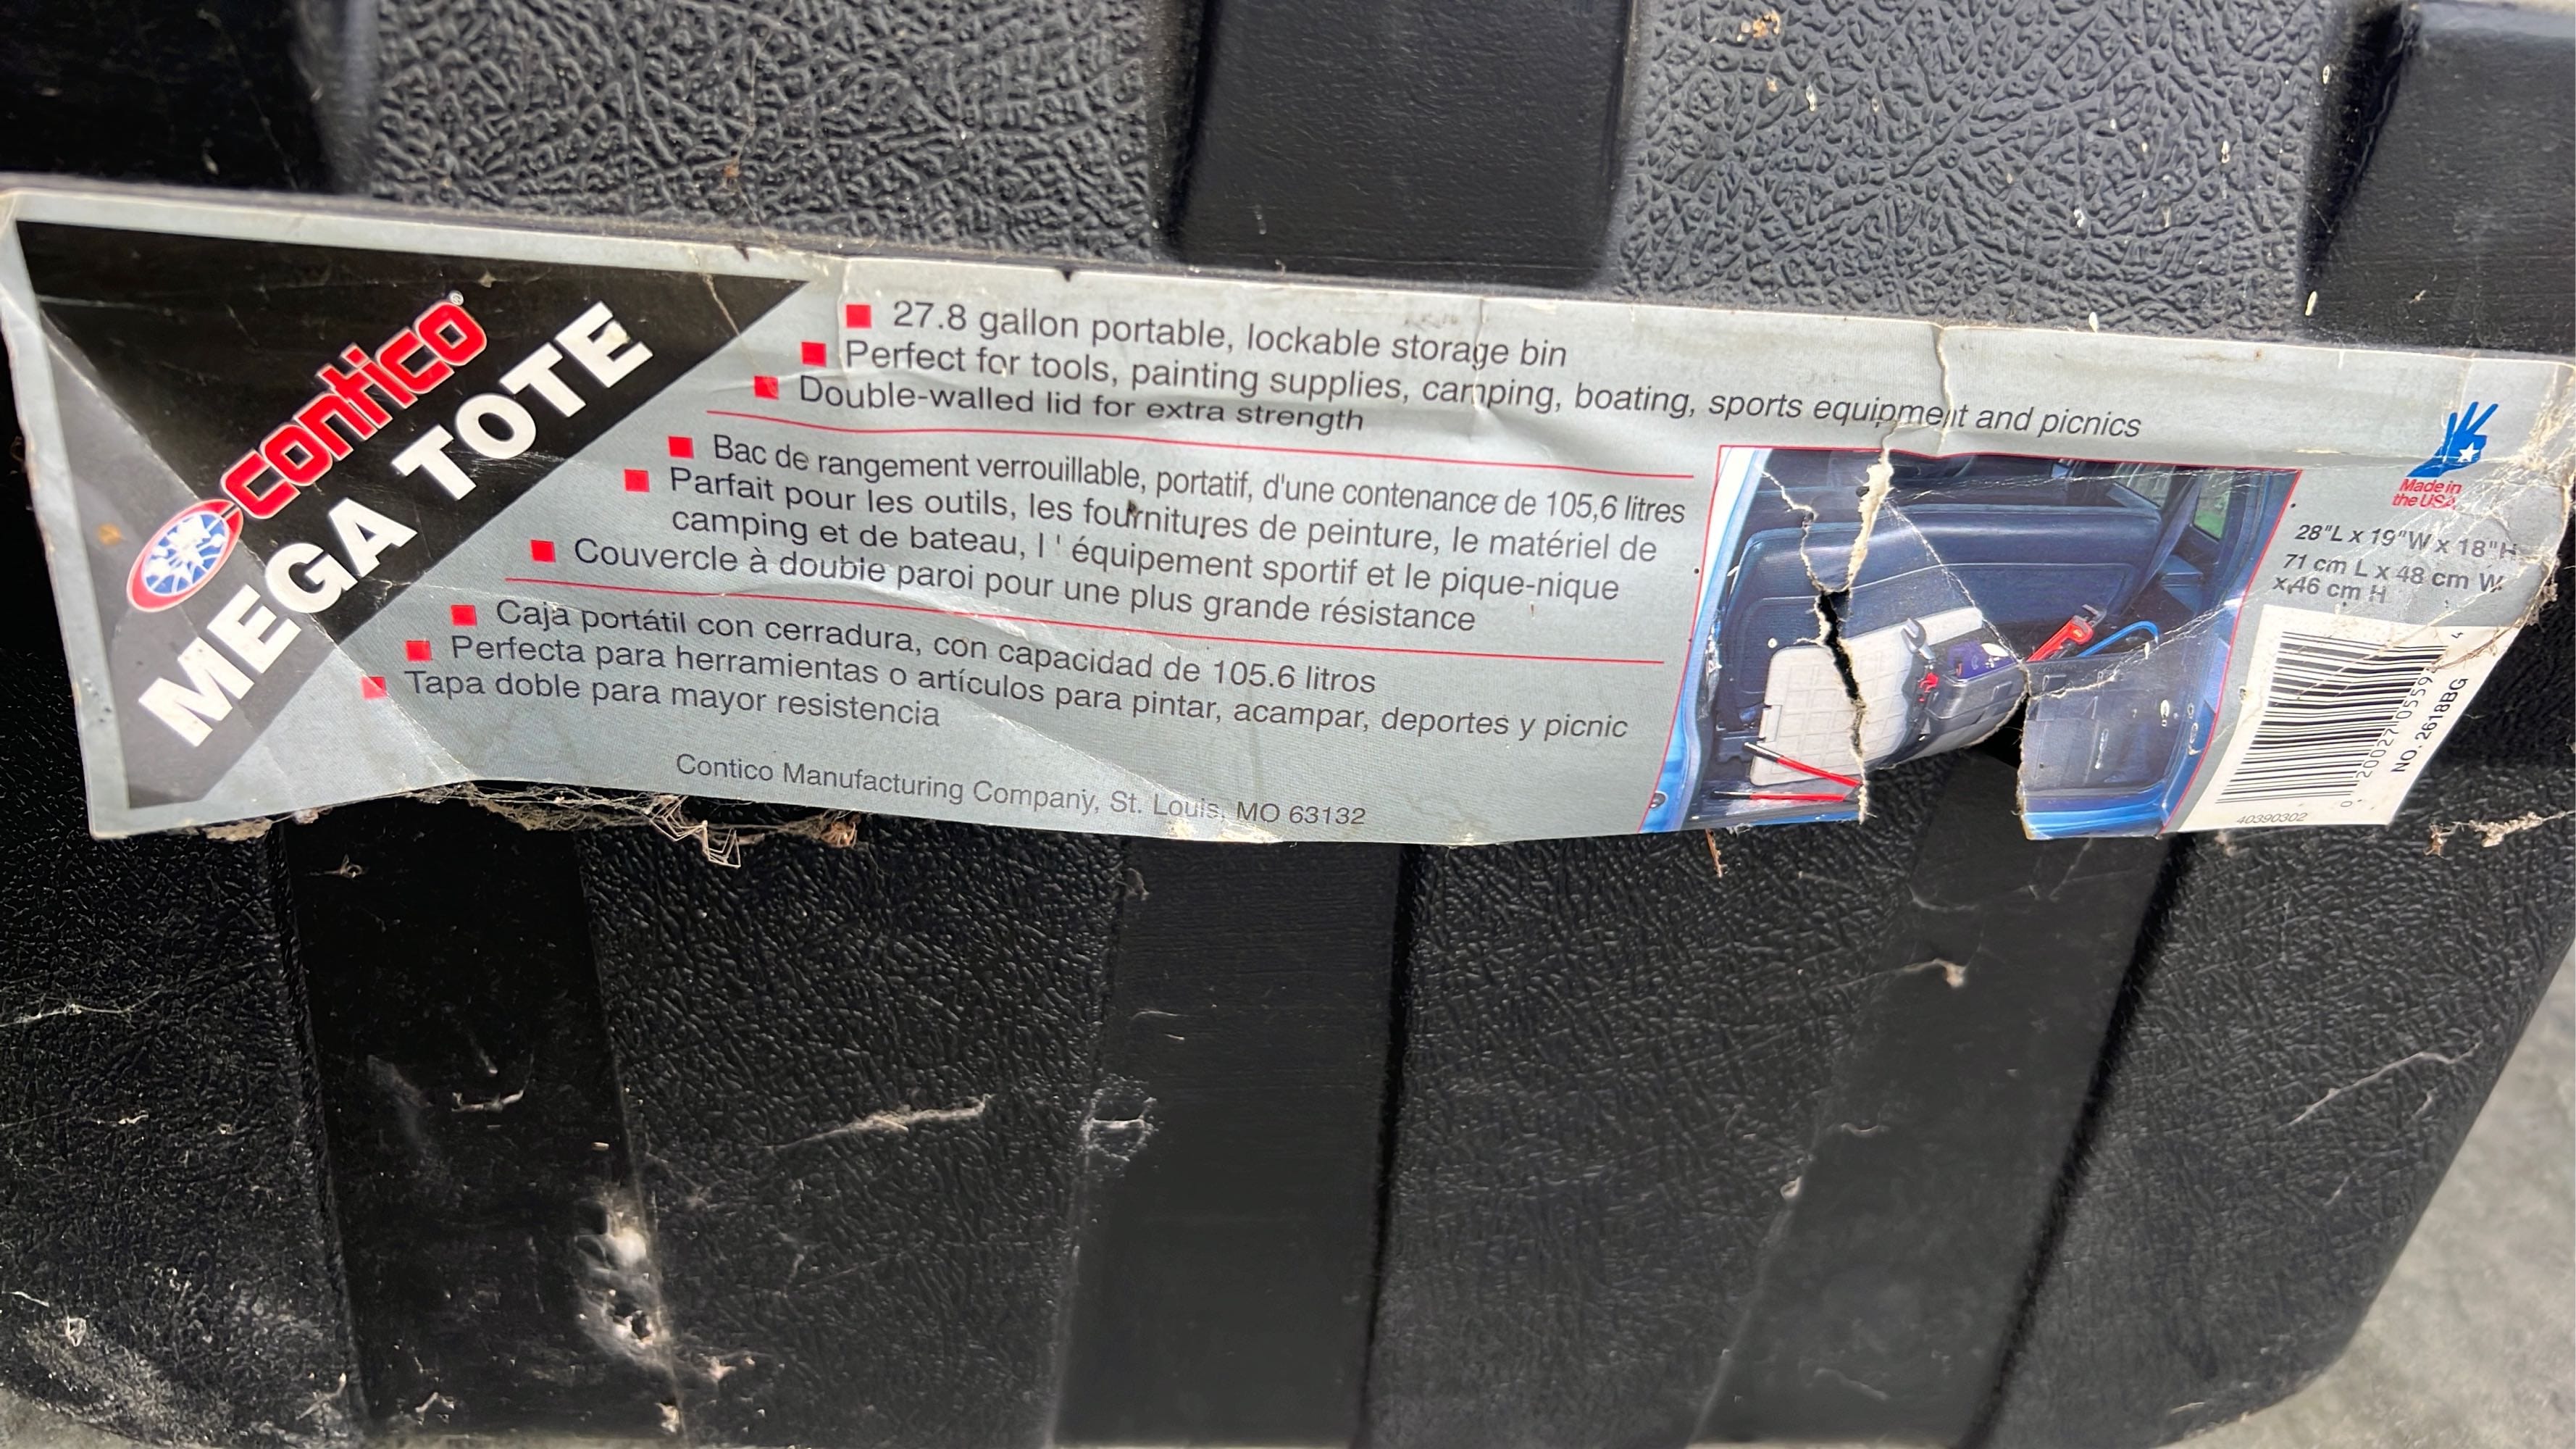 contico®
MEGA TOTE
27.8 gallon portable, lockable storage bin
Perfect for tools, painting supplies, camping, boating, sports equipment and picnics
Double-walled lid for extra strength
Bac de rangement verrouillable, portatif, d'une contenance de 105,6 litres
Parfait pour les outils, les fournitures de peinture, le matériel de
camping et de bateau, l ' équipement sportif et le pique-nique
Couvercle à double paroi pour une plus grande résistance
Caja portátil con cerradura, con capacidad de 105.6 litros
Perfecta para herramientas o artículos para pintar, acampar, deportes y picnic
Tapa doble para mayor resistencia
Contico Manufacturing Company, St. Louis, MO 63132
Made in
the USA
28"L x 19"W x 18"H
71 cm L x 48 cm W
x 46 cm H
NO. 2618BG
40390302